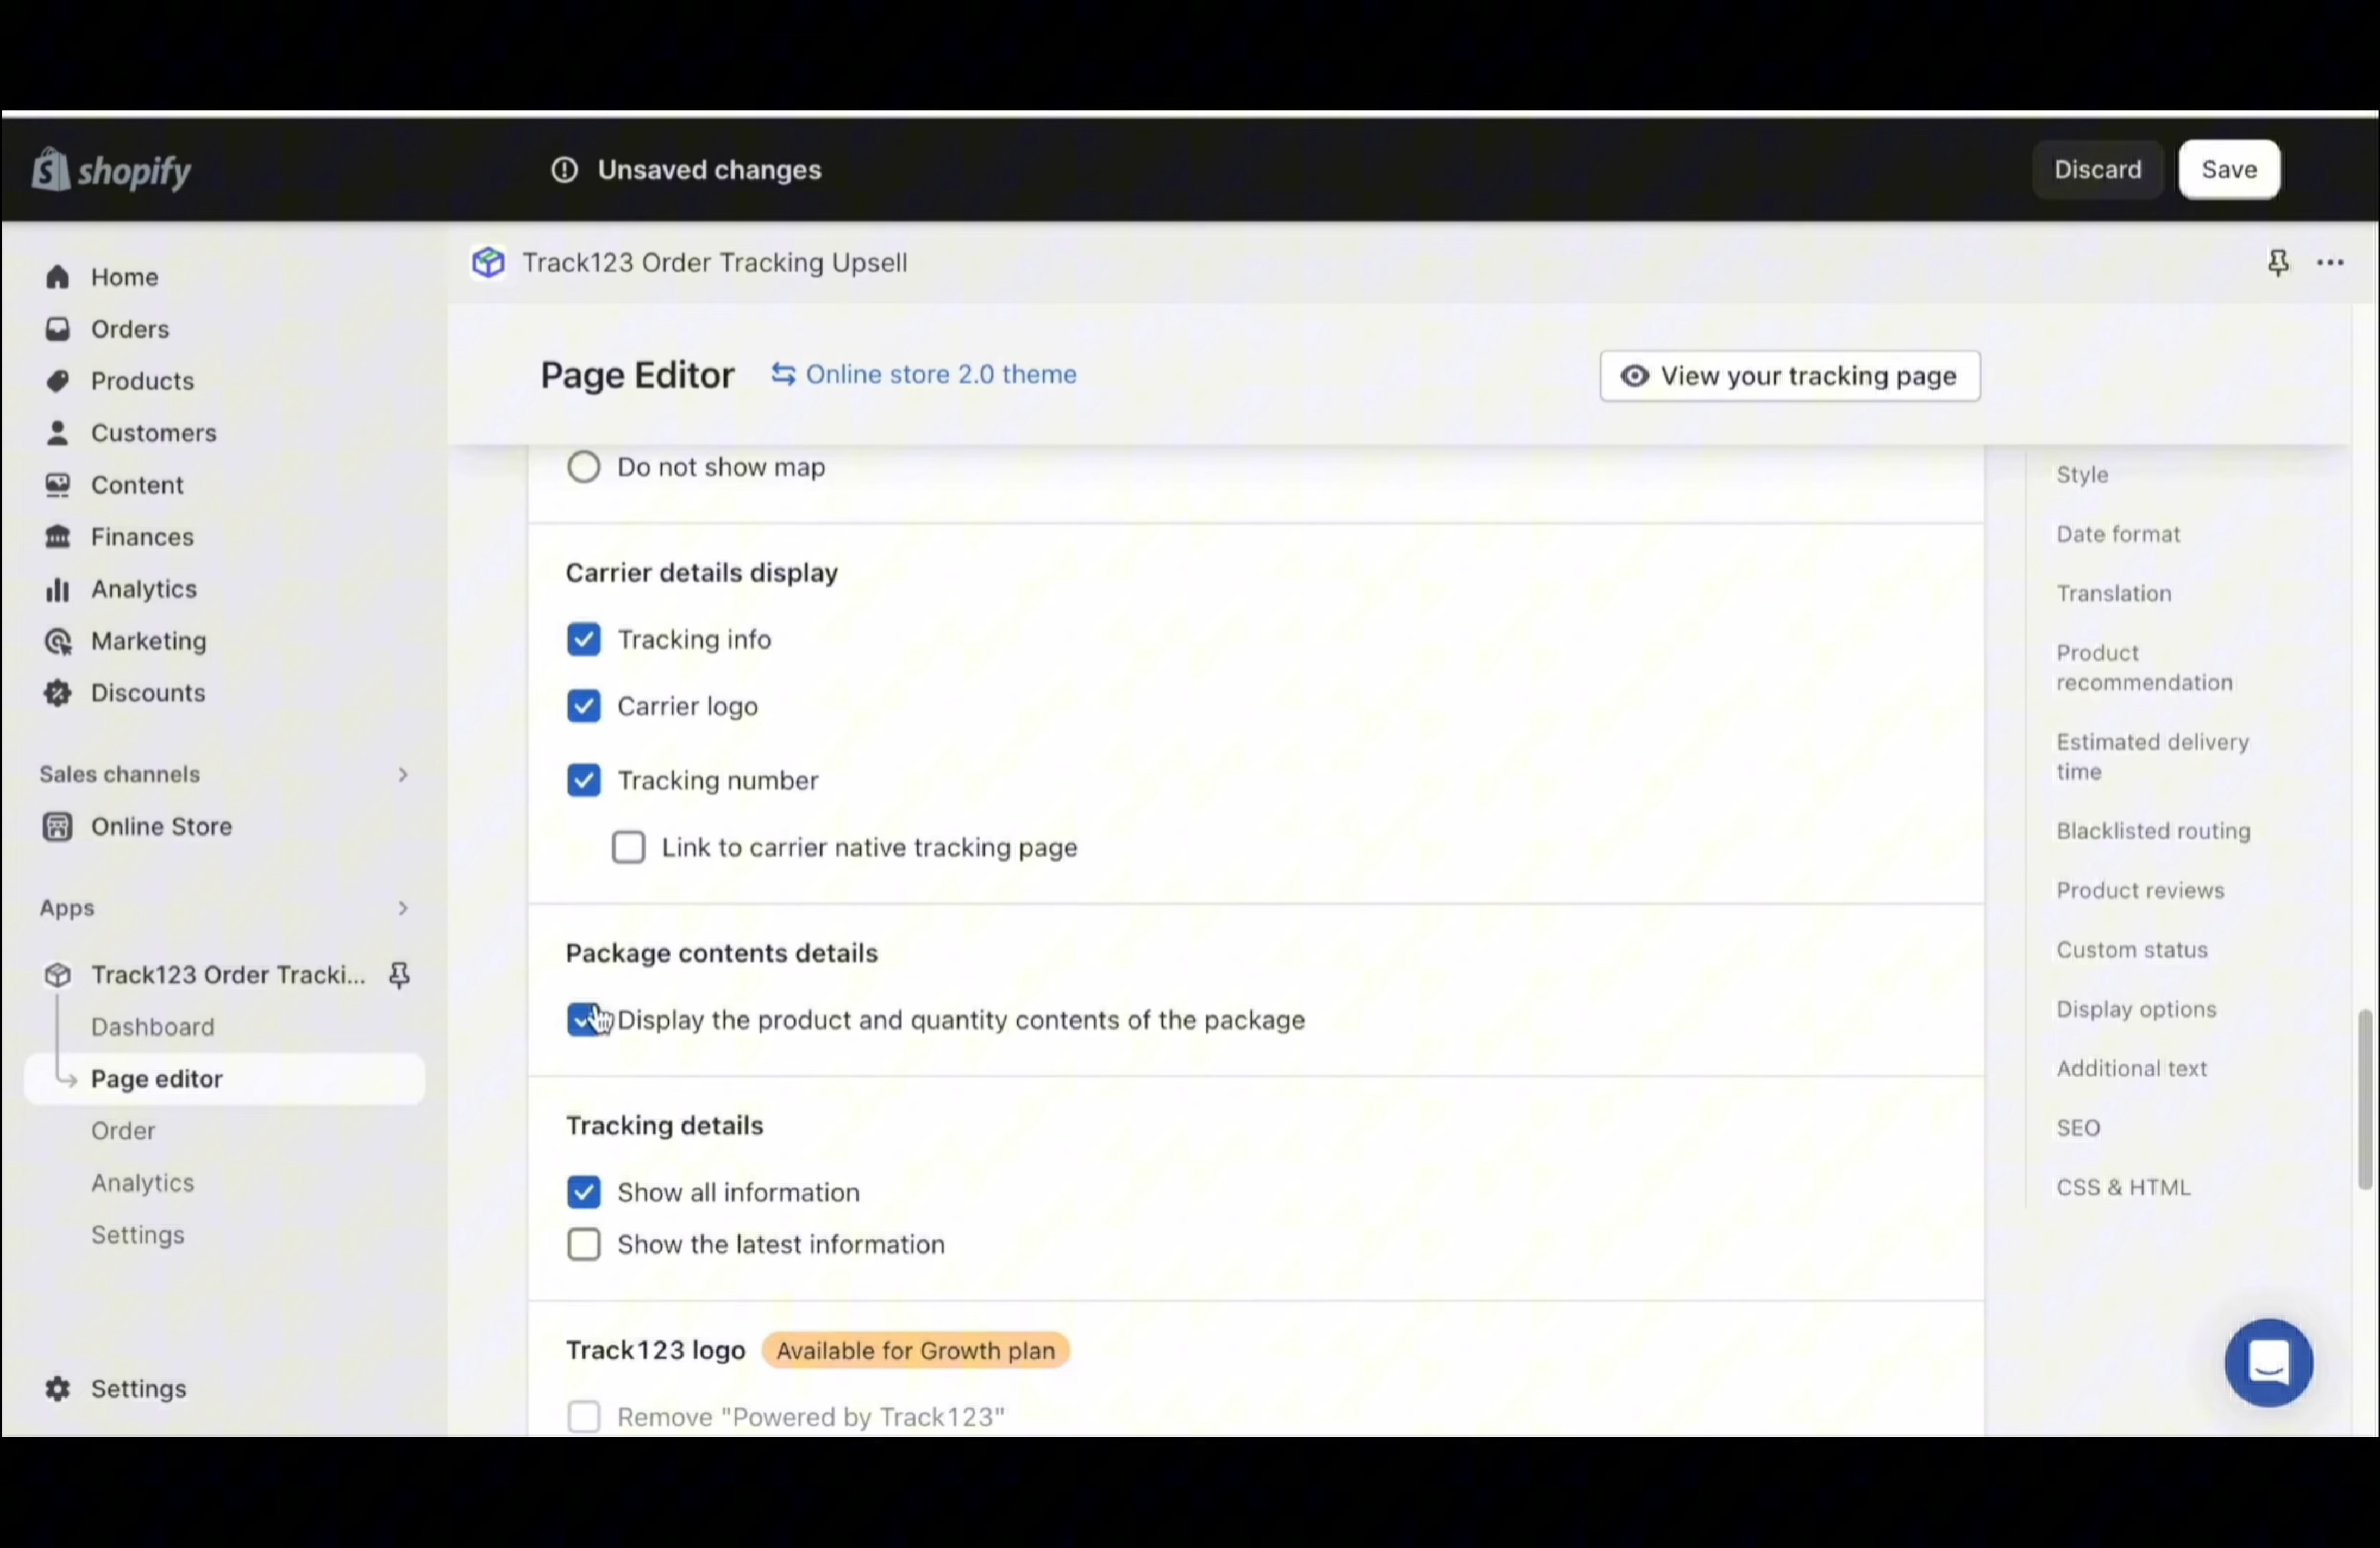 shopify
Unsaved changes
Discard
Save
Home
Orders
Products
Customers
Content
Finances
Analytics
Marketing
Discounts
Sales channels
Online Store
Apps
Track123 Order Tracki...
Dashboard
Page editor
Order
Analytics
Settings
Settings
Track123 Order Tracking Upsell
Page Editor
Online store 2.0 theme
View your tracking page
Do not show map
Carrier details display
Tracking info
Carrier logo
Tracking number
Link to carrier native tracking page
Package contents details
Display the product and quantity contents of the package
Tracking details
Show all information
Show the latest information
Track123 logo
Available for Growth plan
Remove "Powered by Track123"
Style
Date format
Translation
Product
recommendation
Estimated delivery
time
Blacklisted routing
Product reviews
Custom status
Display options
Additional text
SEO
CSS & HTML